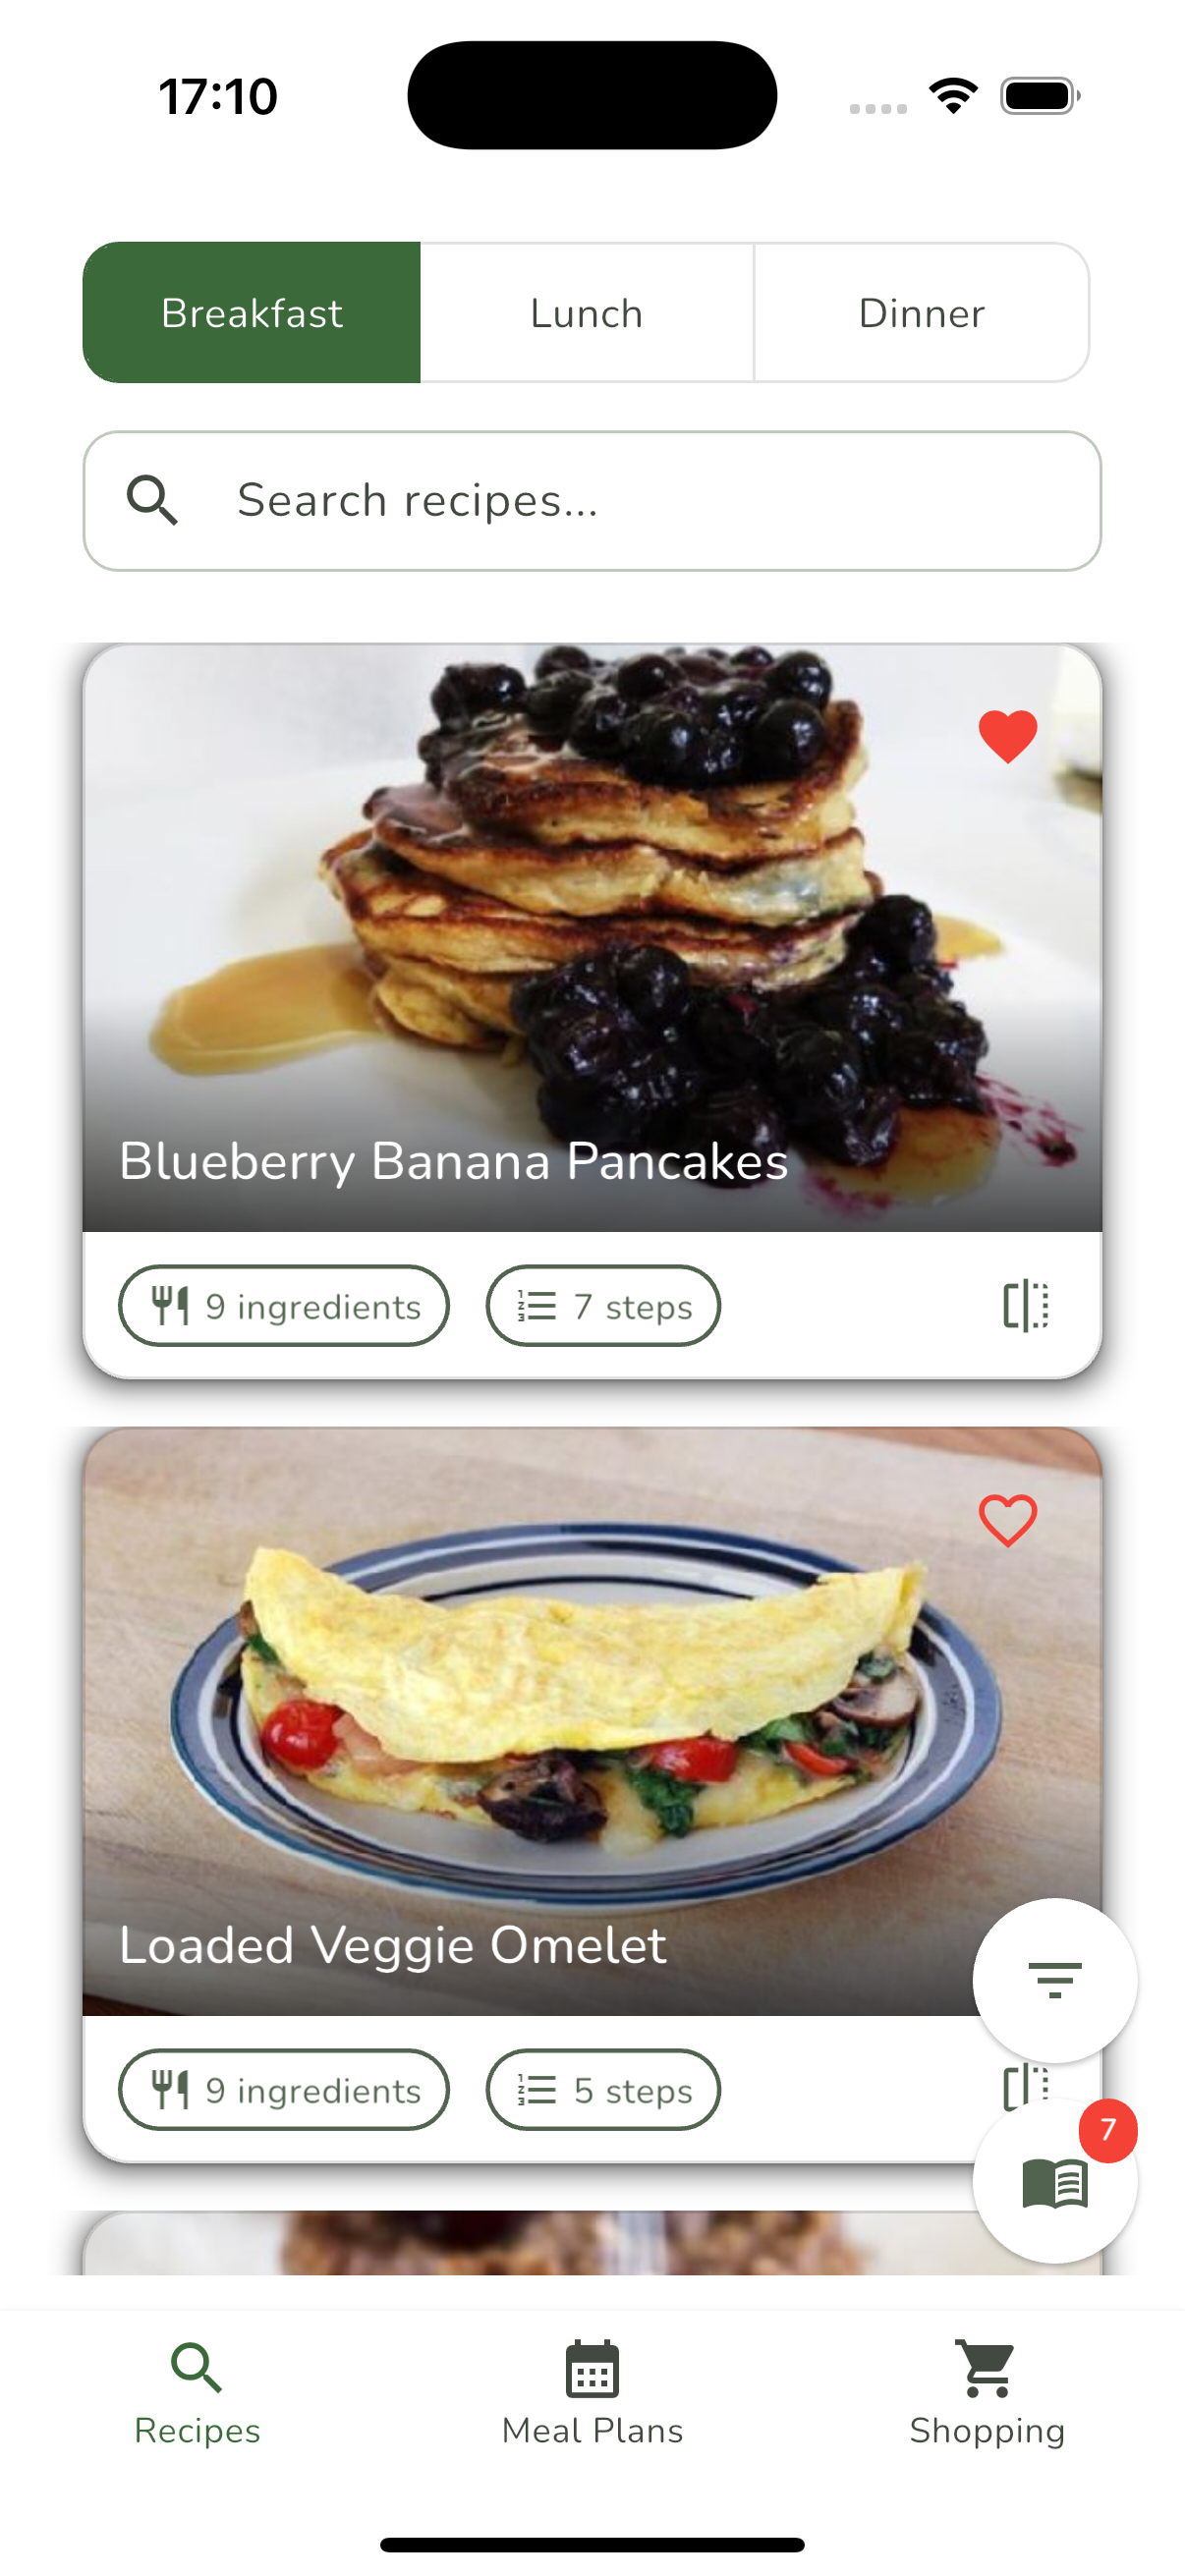 17:10
Breakfast
Lunch
Dinner
Search recipes...
Blueberry Banana Pancakes
9 ingredients
7 steps
Loaded Veggie Omelet
9 ingredients
5 steps
7
Recipes
Meal Plans
Shopping